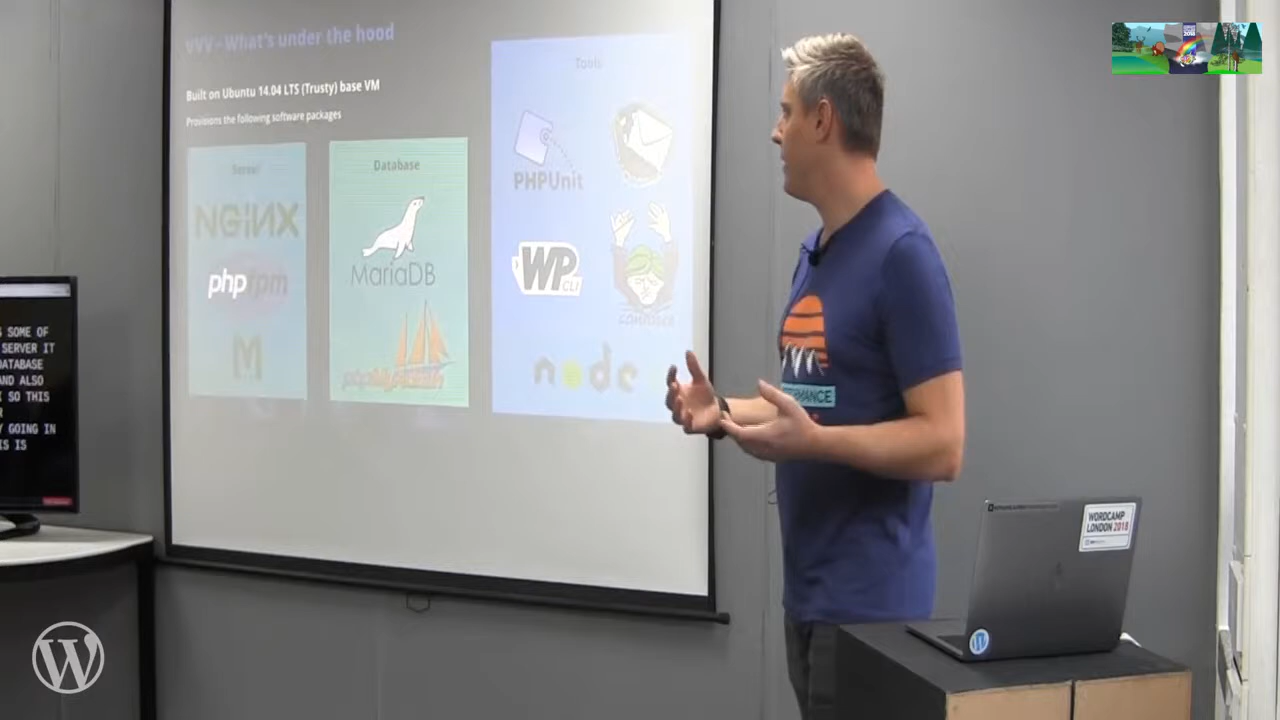 VVV - What's under the hood
Built on Ubuntu 14.04 LTS (Trusty) base VM
Provisions the following software packages
Server
NGINX
php fpm
M
Database
MariaDB
phpMyAdmin
Tools
PHPUnit
WP
CLI
COMPOSER
node
SOME OF
SERVER IT
DATABASE
AND ALSO
SO THIS
GOING IN
IS
WORDCAMP
LONDON 2018